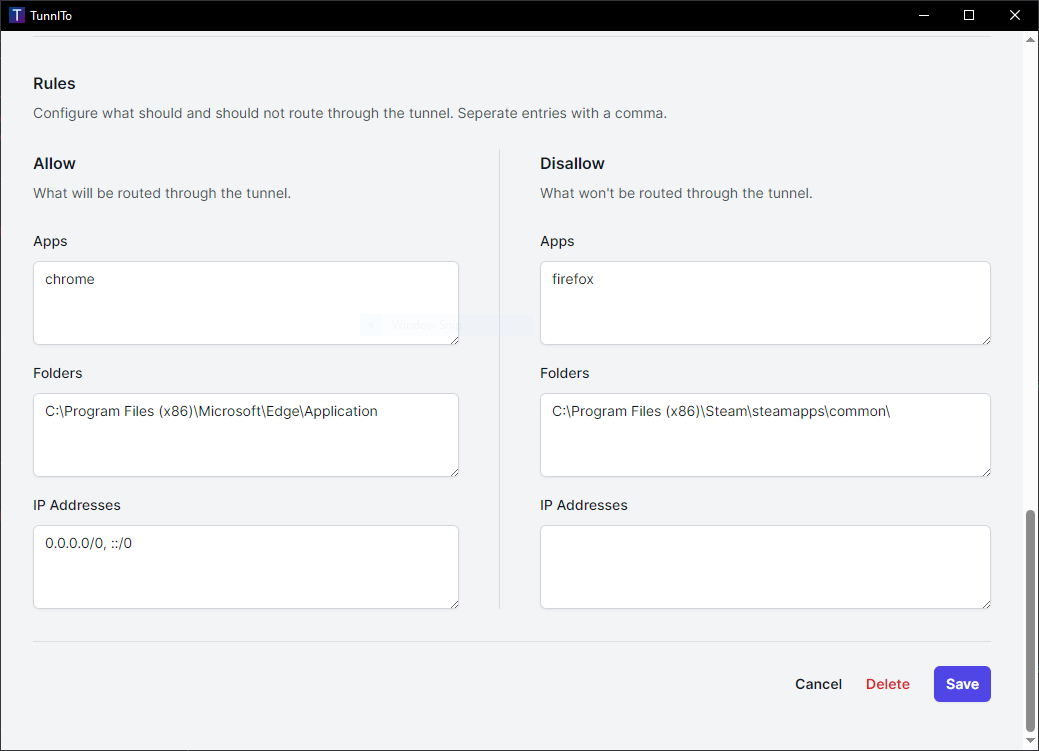 TunnlTo
Rules
Configure what should and should not route through the tunnel. Seperate entries with a comma.
Allow
What will be routed through the tunnel.
Apps
chrome
Folders
C:\Program Files (x86)\Microsoft\Edge\Application
IP Addresses
0.0.0.0/0, ::/0
Disallow
What won't be routed through the tunnel.
Apps
firefox
Folders
C:\Program Files (x86)\Steam\steamapps\common\
IP Addresses
Cancel Delete Save